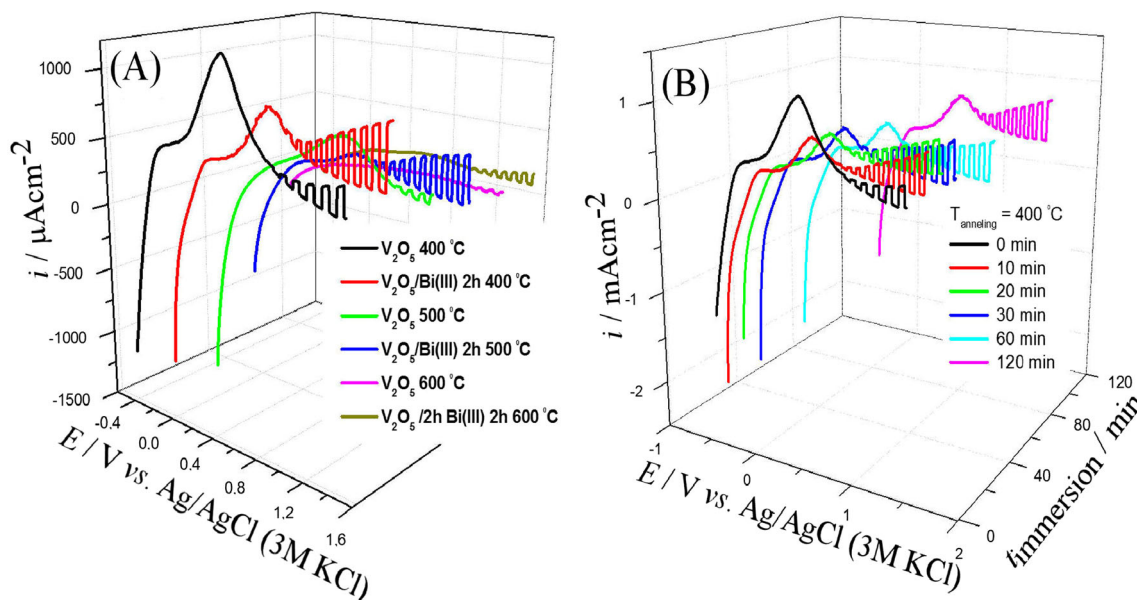 (A)
1000
500
0
-500
-1000
-1500
i / µAcm-2
-0.4
0.0
0.4
0.8
1.2
1.6
E / V vs. Ag/AgCl (3M KCl)
V2O5 400 °C
V2O5/Bi(III) 2h 400 °C
V2O5 500 °C
V2O5/Bi(III) 2h 500 °C
V2O5 600 °C
V2O5 /2h Bi(III) 2h 600 °C
(B)
1
0
-1
-2
i / mAcm-2
-1
0
1
2
E / V vs. Ag/AgCl (3M KCl)
0
40
80
120
timmersion / min
Tanneling = 400 °C
0 min
10 min
20 min
30 min
60 min
120 min